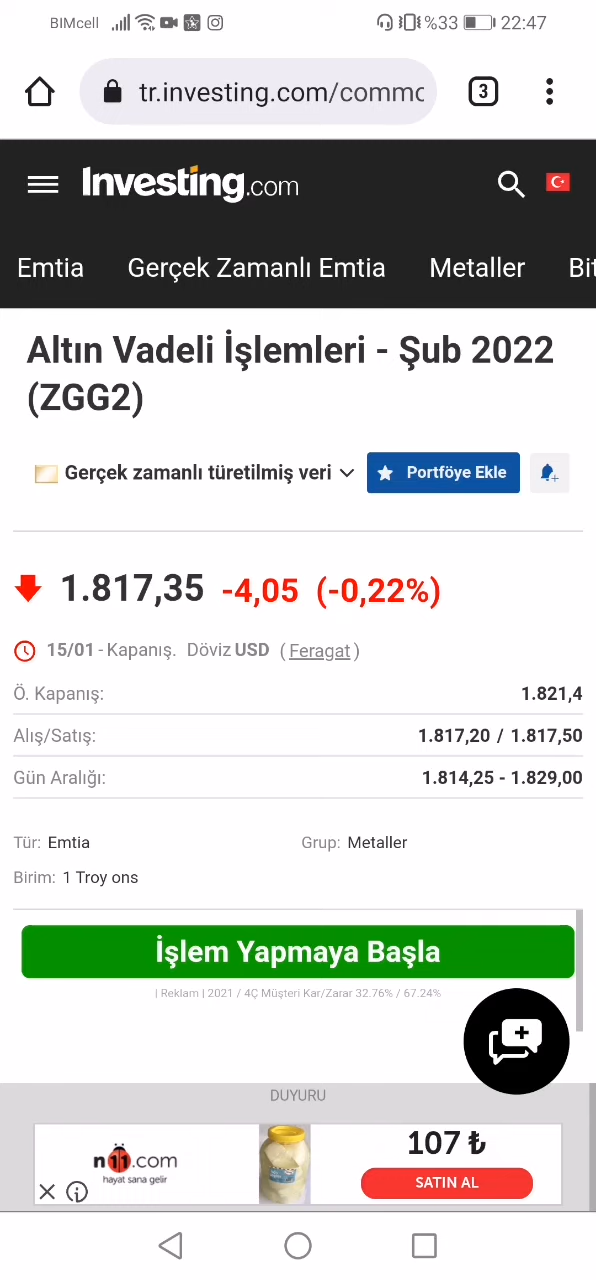 BIMcell %33 22:47
tr.investing.com/commo 3
Investing.com
Emtia Gerçek Zamanlı Emtia Metaller Bit
Altın Vadeli İşlemleri - Şub 2022
(ZGG2)
Gerçek zamanlı türetilmiş veri Portföye Ekle
1.817,35 -4,05 (-0,22%)
15/01 - Kapanış. Döviz USD (Feragat)
Ö. Kapanış: 1.821,4
Alış/Satış: 1.817,20 / 1.817,50
Gün Aralığı: 1.814,25 - 1.829,00
Tür: Emtia Grup: Metaller
Birim: 1 Troy ons
İşlem Yapmaya Başla
| Reklam | 2021 / 4Ç Müşteri Kar/Zarar 32.76% / 67.24%
DUYURU
n11.com
hayat sana gelir
107 ₺
SATIN AL